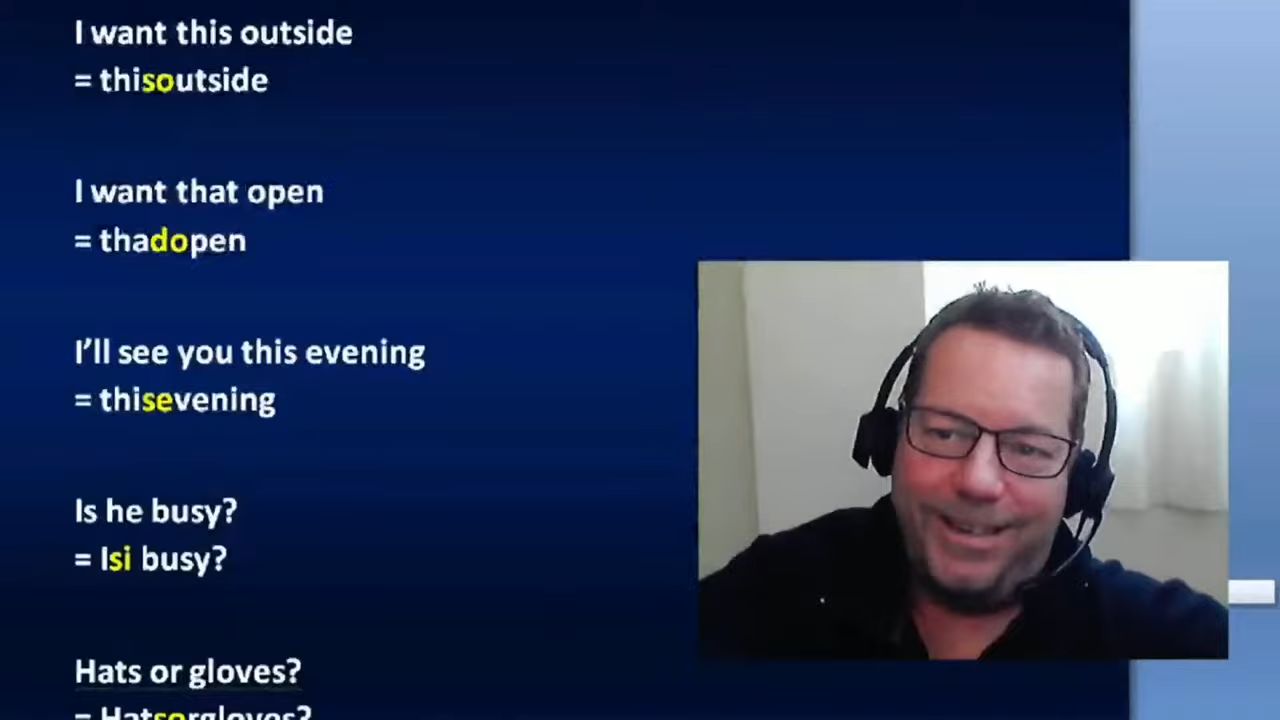 I want this outside
= thisoutside
I want that open
= thadopen
I'll see you this evening
= thisevening
Is he busy?
= Isi busy?
Hats or gloves?
= Hatsorgloves?